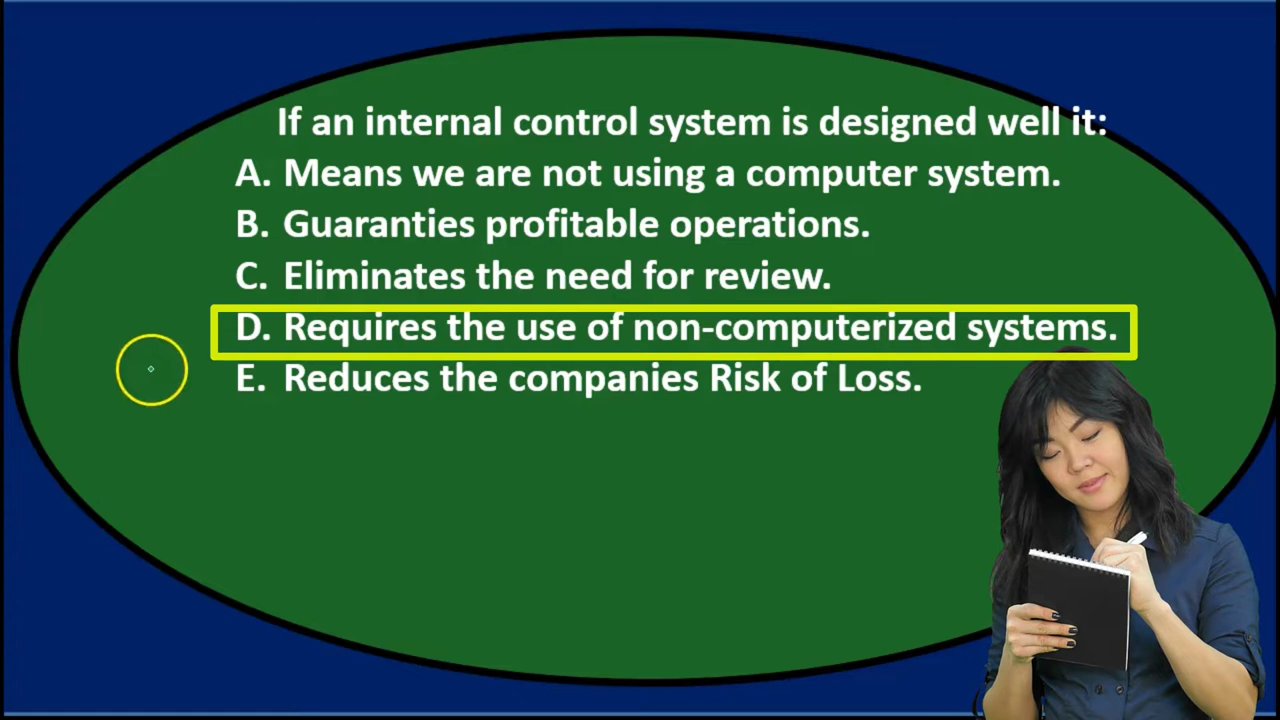 If an internal control system is designed well it:
A. Means we are not using a computer system.
B. Guaranties profitable operations.
C. Eliminates the need for review.
D. Requires the use of non-computerized systems.
E. Reduces the companies Risk of Loss.